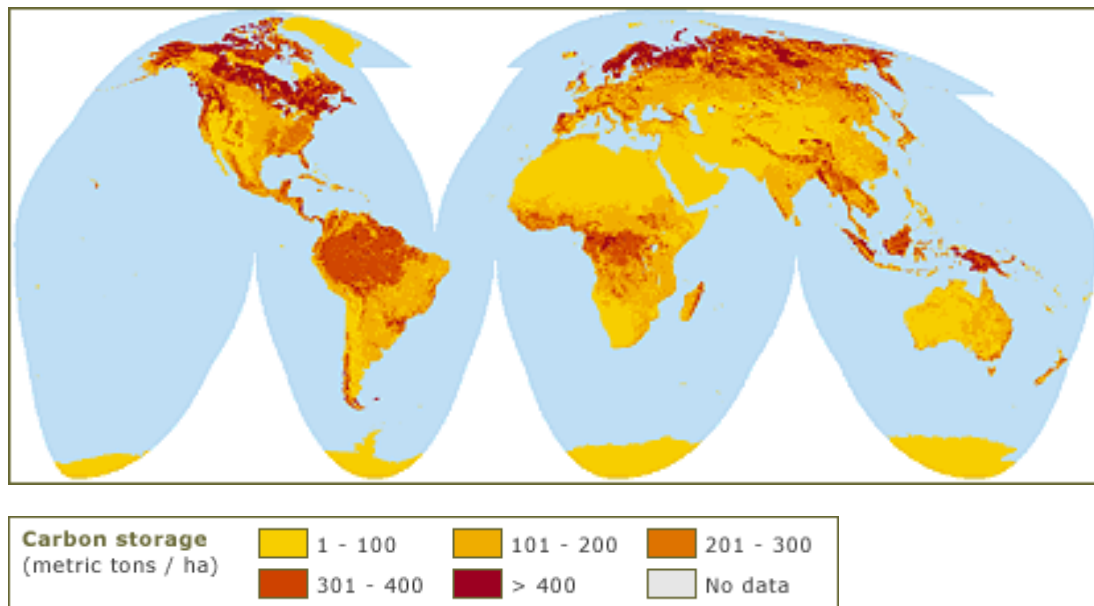 Carbon storage
(metric tons / ha)
1 - 100
101 - 200
201 - 300
301 - 400
> 400
No data